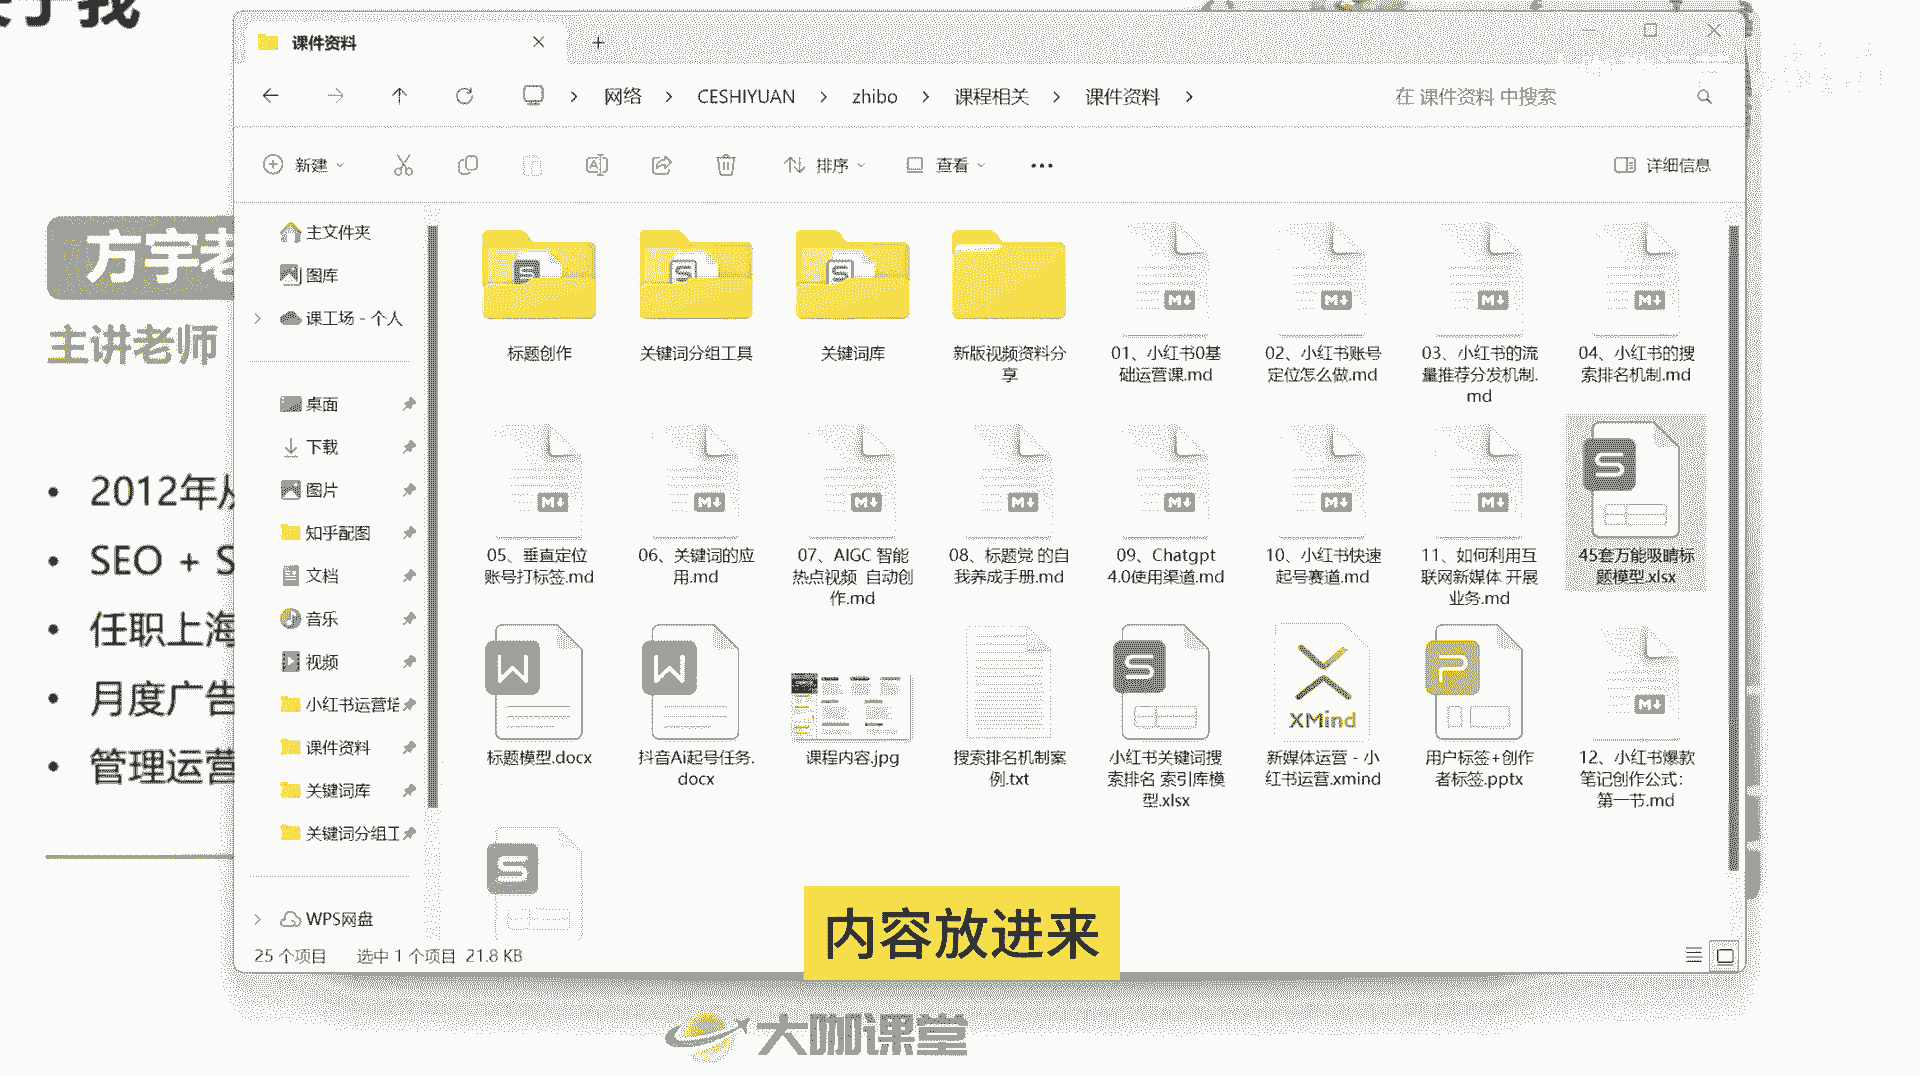 课件资料
网络 CESHIYUAN zhibo 课程相关 课件资料
在 课件资料 中搜索
新建
排序
查看
详细信息
方宇老
主讲老师
2012年从
SEO + S
任职上海
月度广告
管理运营
主文件夹
图库
课工场 - 个人
桌面
下载
图片
知乎配图
文档
音乐
视频
小红书运营培
课件资料
关键词库
关键词分组工
WPS网盘
标题创作
关键词分组工具
关键词库
新版视频资料分
享
01、小红书0基
础运营课.md
02、小红书账号
定位怎么做.md
03、小红书的流
量推荐分发机制.
md
04、小红书的搜
索排名机制.md
05、垂直定位
账号打标签.md
06、关键词的应
用.md
07、AIGC 智能
热点视频 自动创
作.md
08、标题党 的自
我养成手册.md
09、Chatgpt
4.0使用渠道.md
10、小红书快速
起号赛道.md
11、如何利用互
联网新媒体 开展
业务.md
45套万能吸睛标
题模型.xlsx
标题模型.docx
抖音Ai起号任务.
docx
课程内容.jpg
搜索排名机制案
例.txt
小红书关键词搜
索排名 索引库模
型.xlsx
XMind
新媒体运营 - 小
红书运营.xmind
用户标签+创作
者标签.pptx
12、小红书爆款
笔记创作公式：
第一节.md
25 个项目 选中 1 个项目 21.8 KB
内容放进来
大咖课堂